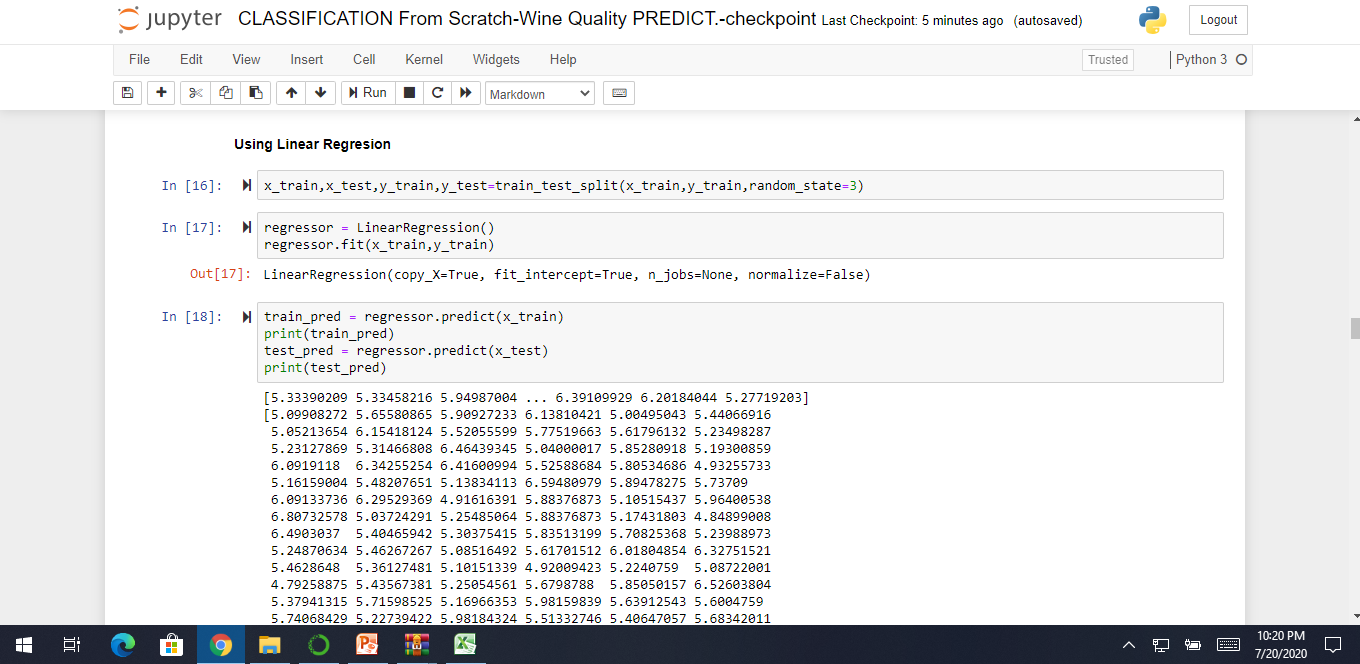 jupyter CLASSIFICATION From Scratch-Wine Quality PREDICT.-checkpoint Last Checkpoint: 5 minutes ago (autosaved)
Logout
File Edit View Insert Cell Kernel Widgets Help
Trusted
Python 3
Run
Markdown
Using Linear Regresion
In [16]: x_train,x_test,y_train,y_test=train_test_split(x_train,y_train,random_state=3)
In [17]: regressor = LinearRegression()
regressor.fit(x_train,y_train)
Out[17]: LinearRegression(copy_X=True, fit_intercept=True, n_jobs=None, normalize=False)
In [18]: train_pred = regressor.predict(x_train)
print(train_pred)
test_pred = regressor.predict(x_test)
print(test_pred)
[5.33390209 5.33458216 5.94987004 ... 6.39109929 6.20184044 5.27719203]
[5.09908272 5.65580865 5.90927233 6.13810421 5.00495043 5.44066916
5.05213654 6.15418124 5.52055599 5.77519663 5.61796132 5.23498287
5.23127869 5.31466808 6.46439345 5.04000017 5.85280918 5.19300859
6.0919118 6.34255254 6.41600994 5.52588684 5.80534686 4.93255733
5.16159004 5.48207651 5.13834113 6.59480979 5.89478275 5.73709
6.09133736 6.29529369 4.91616391 5.88376873 5.10515437 5.96400538
6.80732578 5.03724291 5.25485064 5.88376873 5.17431803 4.84899008
6.4903037 5.40465942 5.30375415 5.83513199 5.70825368 5.23988973
5.24870634 5.46267267 5.08516492 5.61701512 6.01804854 6.32751521
5.4628648 5.36127481 5.10151339 4.92009423 5.2240759 5.08722001
4.79258875 5.43567381 5.25054561 5.6798788 5.85050157 6.52603804
5.37941315 5.71598525 5.16966353 5.98159839 5.63912543 5.6004759
5.74068429 5.22739422 5.98184324 5.51332746 5.40647057 5.68342011
10:20 PM
7/20/2020